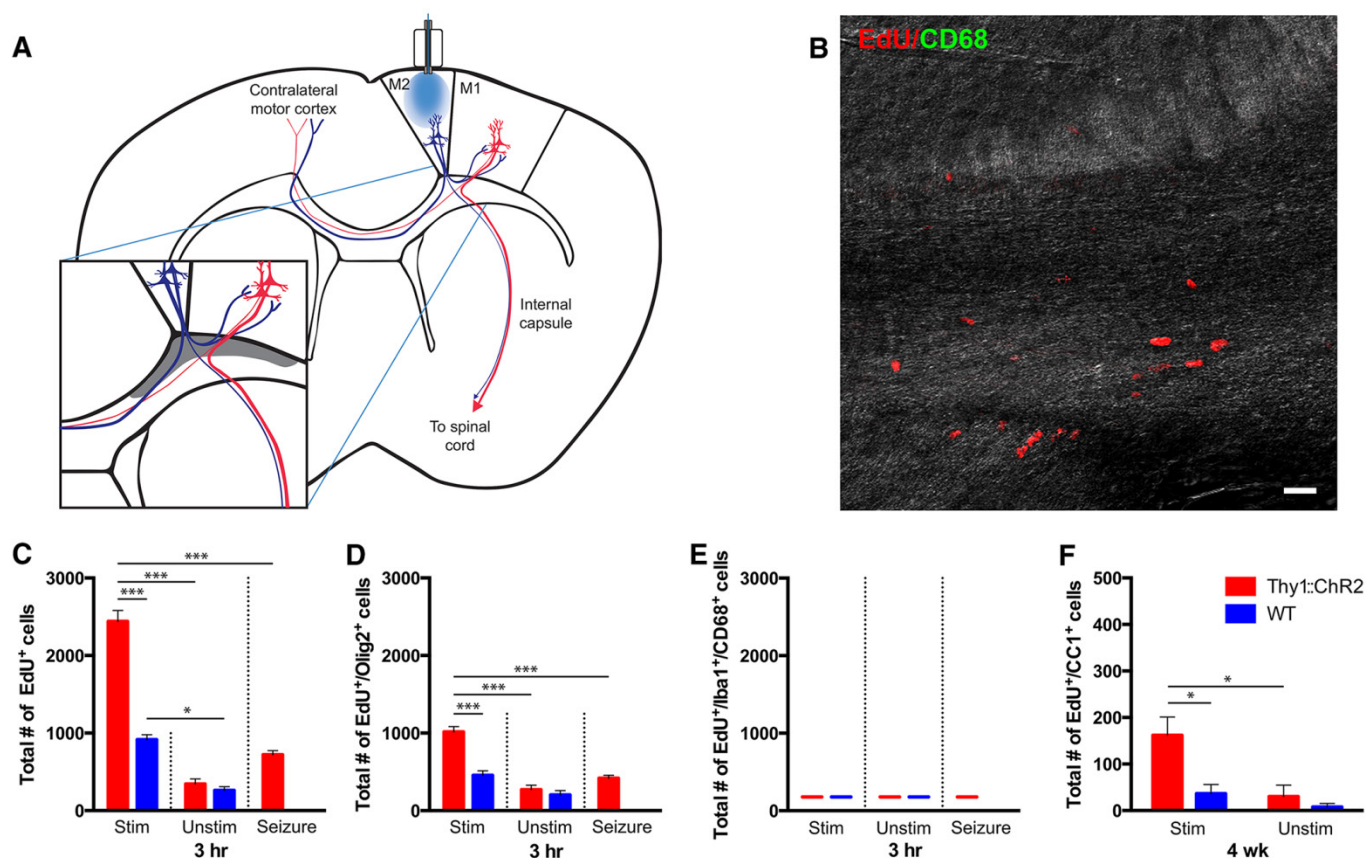 A
M2
M1
Contralateral
motor cortex
Internal
capsule
To spinal
cord
B
EdU/CD68
C
Total # of EdU⁺ cells
3000
2000
1000
0
***
***
***
*
Stim
Unstim
Seizure
3 hr
D
Total # of EdU⁺/Olig2⁺ cells
3000
2000
1000
0
***
***
***
Stim
Unstim
Seizure
3 hr
E
Total # of EdU⁺/Iba1⁺/CD68⁺ cells
3000
2000
1000
0
Stim
Unstim
Seizure
3 hr
F
Total # of EdU⁺/CC1⁺ cells
500
400
300
200
150
100
50
0
Thy1::ChR2
WT
*
*
Stim
Unstim
4 wk